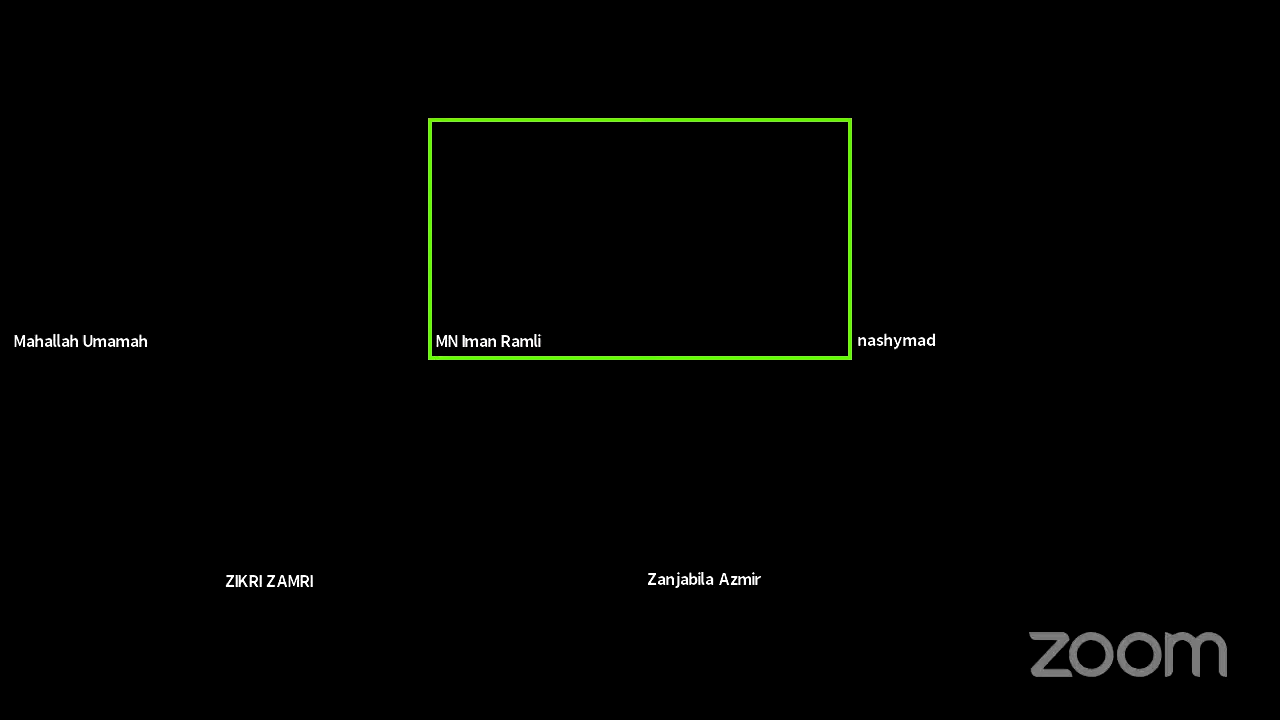 Mahallah Umamah
MN Iman Ramli
nashymad
ZIKRI ZAMRI
Zanjabila Azmir
zoom